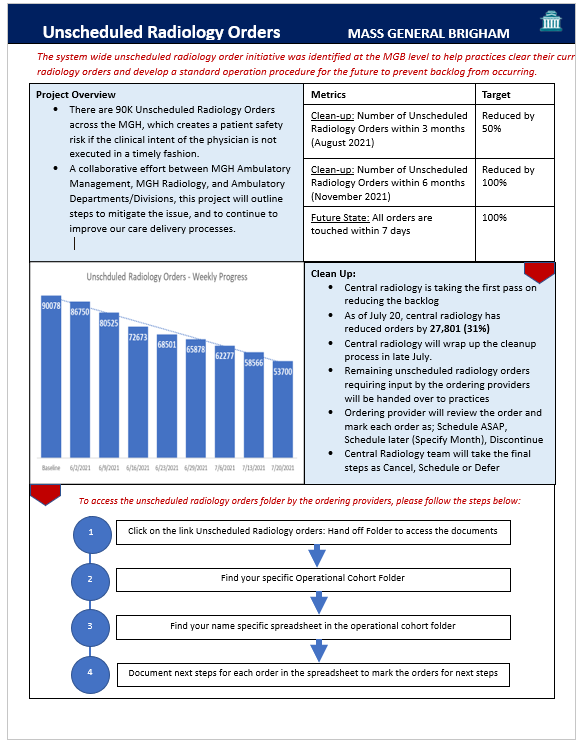 Unscheduled Radiology Orders
MASS GENERAL BRIGHAM
The system wide unscheduled radiology order initiative was identified at the MGB level to help practices clear their curr
radiology orders and develop a standard operation procedure for the future to prevent backlog from occurring.
Project Overview
• There are 90K Unscheduled Radiology Orders
across the MGH, which creates a patient safety
risk if the clinical intent of the physician is not
executed in a timely fashion.
• A collaborative effort between MGH Ambulatory
Management, MGH Radiology, and Ambulatory
Departments/Divisions, this project will outline
steps to mitigate the issue, and to continue to
improve our care delivery processes.
Metrics
Target
Clean-up: Number of Unscheduled
Radiology Orders within 3 months
(August 2021)
Reduced by
50%
Clean-up: Number of Unscheduled
Radiology Orders within 6 months
(November 2021)
Reduced by
100%
Future State: All orders are
touched within 7 days
100%
Unschduled Radiology Orders - Weekly Progress
90078
86750
80525
72673
68501
65878
62277
58566
53700
Baseline
6/2/2021
6/9/2021
6/16/2021
6/23/2021
6/29/2021
7/6/2021
7/13/2021
7/20/2021
Clean Up:
• Central radiology is taking the first pass on
reducing the backlog
• As of July 20, central radiology has
reduced orders by 27,801 (31%)
• Central radiology will wrap up the cleanup
process in late July.
• Remaining unscheduled radiology orders
requiring input by the ordering providers
will be handed over to practices
• Ordering provider will review the order and
mark each order as; Schedule ASAP,
Schedule later (Specify Month), Discontinue
• Central Radiology team will take the final
steps as Cancel, Schedule or Defer
To access the unscheduled radiology orders folder by the ordering providers, please follow the steps below:
1
Click on the link Unscheduled Radiology orders: Hand off Folder to access the documents
2
Find your specific Operational Cohort Folder
3
Find your name specific spreadsheet in the operational cohort folder
4
Document next steps for each order in the spreadsheet to mark the orders for next steps